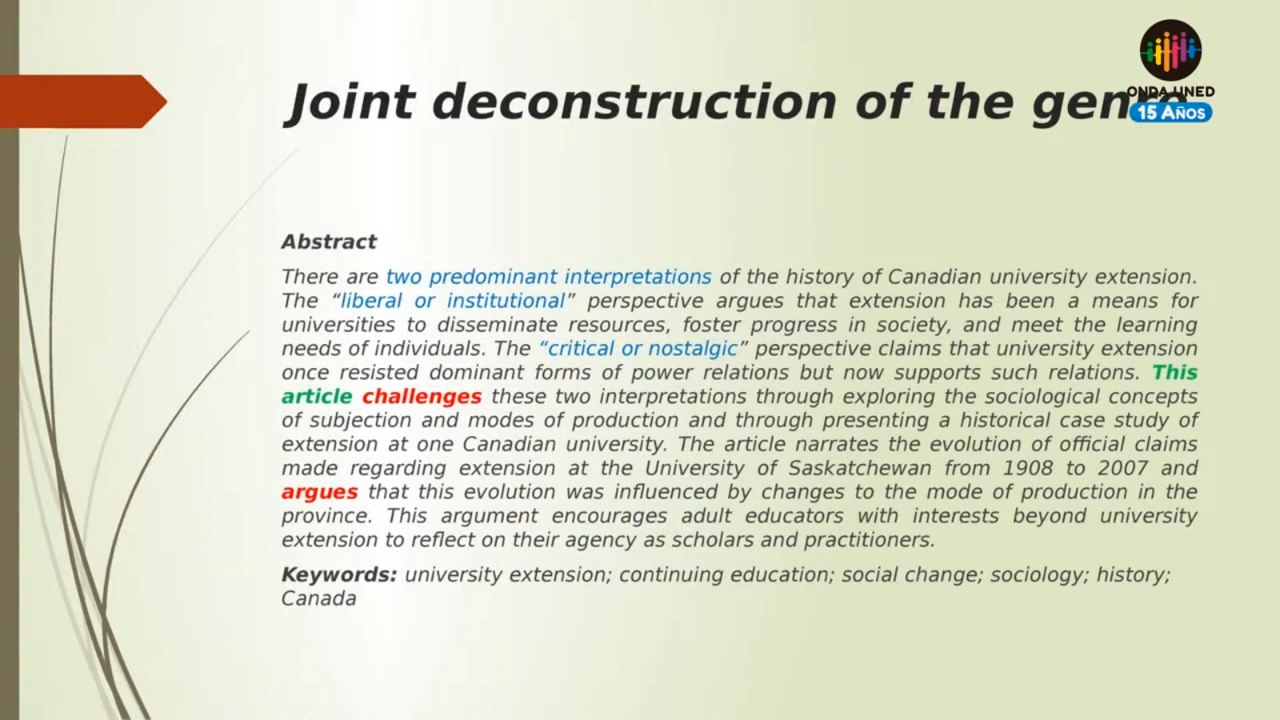 Joint deconstruction of the genre
ONDA UNED
15 AÑOS
Abstract
There are two predominant interpretations of the history of Canadian university extension.
The “liberal or institutional” perspective argues that extension has been a means for
universities to disseminate resources, foster progress in society, and meet the learning
needs of individuals. The “critical or nostalgic” perspective claims that university extension
once resisted dominant forms of power relations but now supports such relations. This
article challenges these two interpretations through exploring the sociological concepts
of subjection and modes of production and through presenting a historical case study of
extension at one Canadian university. The article narrates the evolution of official claims
made regarding extension at the University of Saskatchewan from 1908 to 2007 and
argues that this evolution was influenced by changes to the mode of production in the
province. This argument encourages adult educators with interests beyond university
extension to reflect on their agency as scholars and practitioners.
Keywords: university extension; continuing education; social change; sociology; history;
Canada